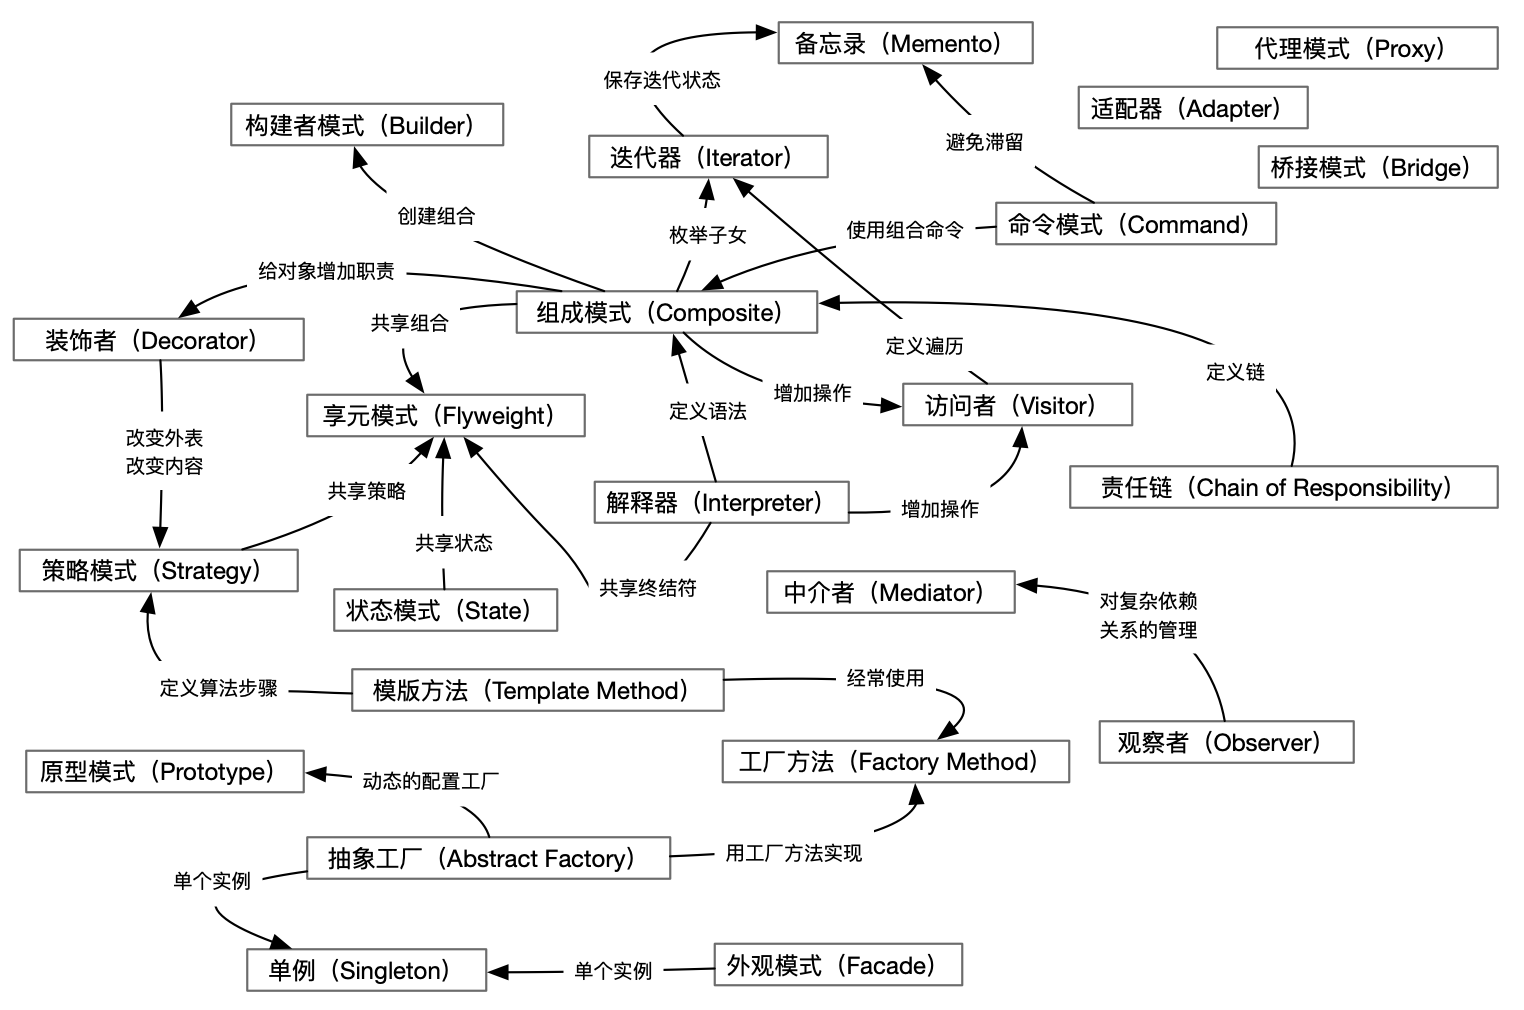 备忘录（Memento）
代理模式（Proxy）
保存迭代状态
适配器（Adapter）
构建者模式（Builder）
避免滞留
迭代器（Iterator）
桥接模式（Bridge）
创建组合
命令模式（Command）
使用组合命令
枚举子女
给对象增加职责
组成模式（Composite）
共享组合
装饰者（Decorator）
定义遍历
定义链
增加操作
访问者（Visitor）
定义语法
享元模式（Flyweight）
改变外表
改变内容
共享策略
责任链（Chain of Responsibility）
解释器（Interpreter）
增加操作
共享状态
策略模式（Strategy）
共享终结符
中介者（Mediator）
对复杂依赖
关系的管理
状态模式（State）
经常使用
定义算法步骤
模版方法（Template Method）
观察者（Observer）
工厂方法（Factory Method）
原型模式（Prototype）
动态的配置工厂
用工厂方法实现
抽象工厂（Abstract Factory）
单个实例
外观模式（Facade）
单个实例
单例（Singleton）